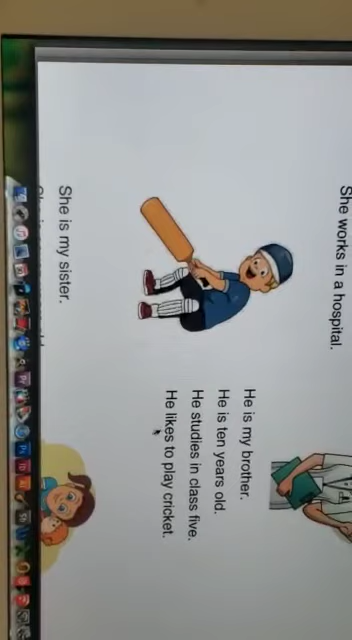 She works in a hospital.
He is my brother.
He is ten years old.
He studies in class five.
He likes to play cricket.
She is my sister.